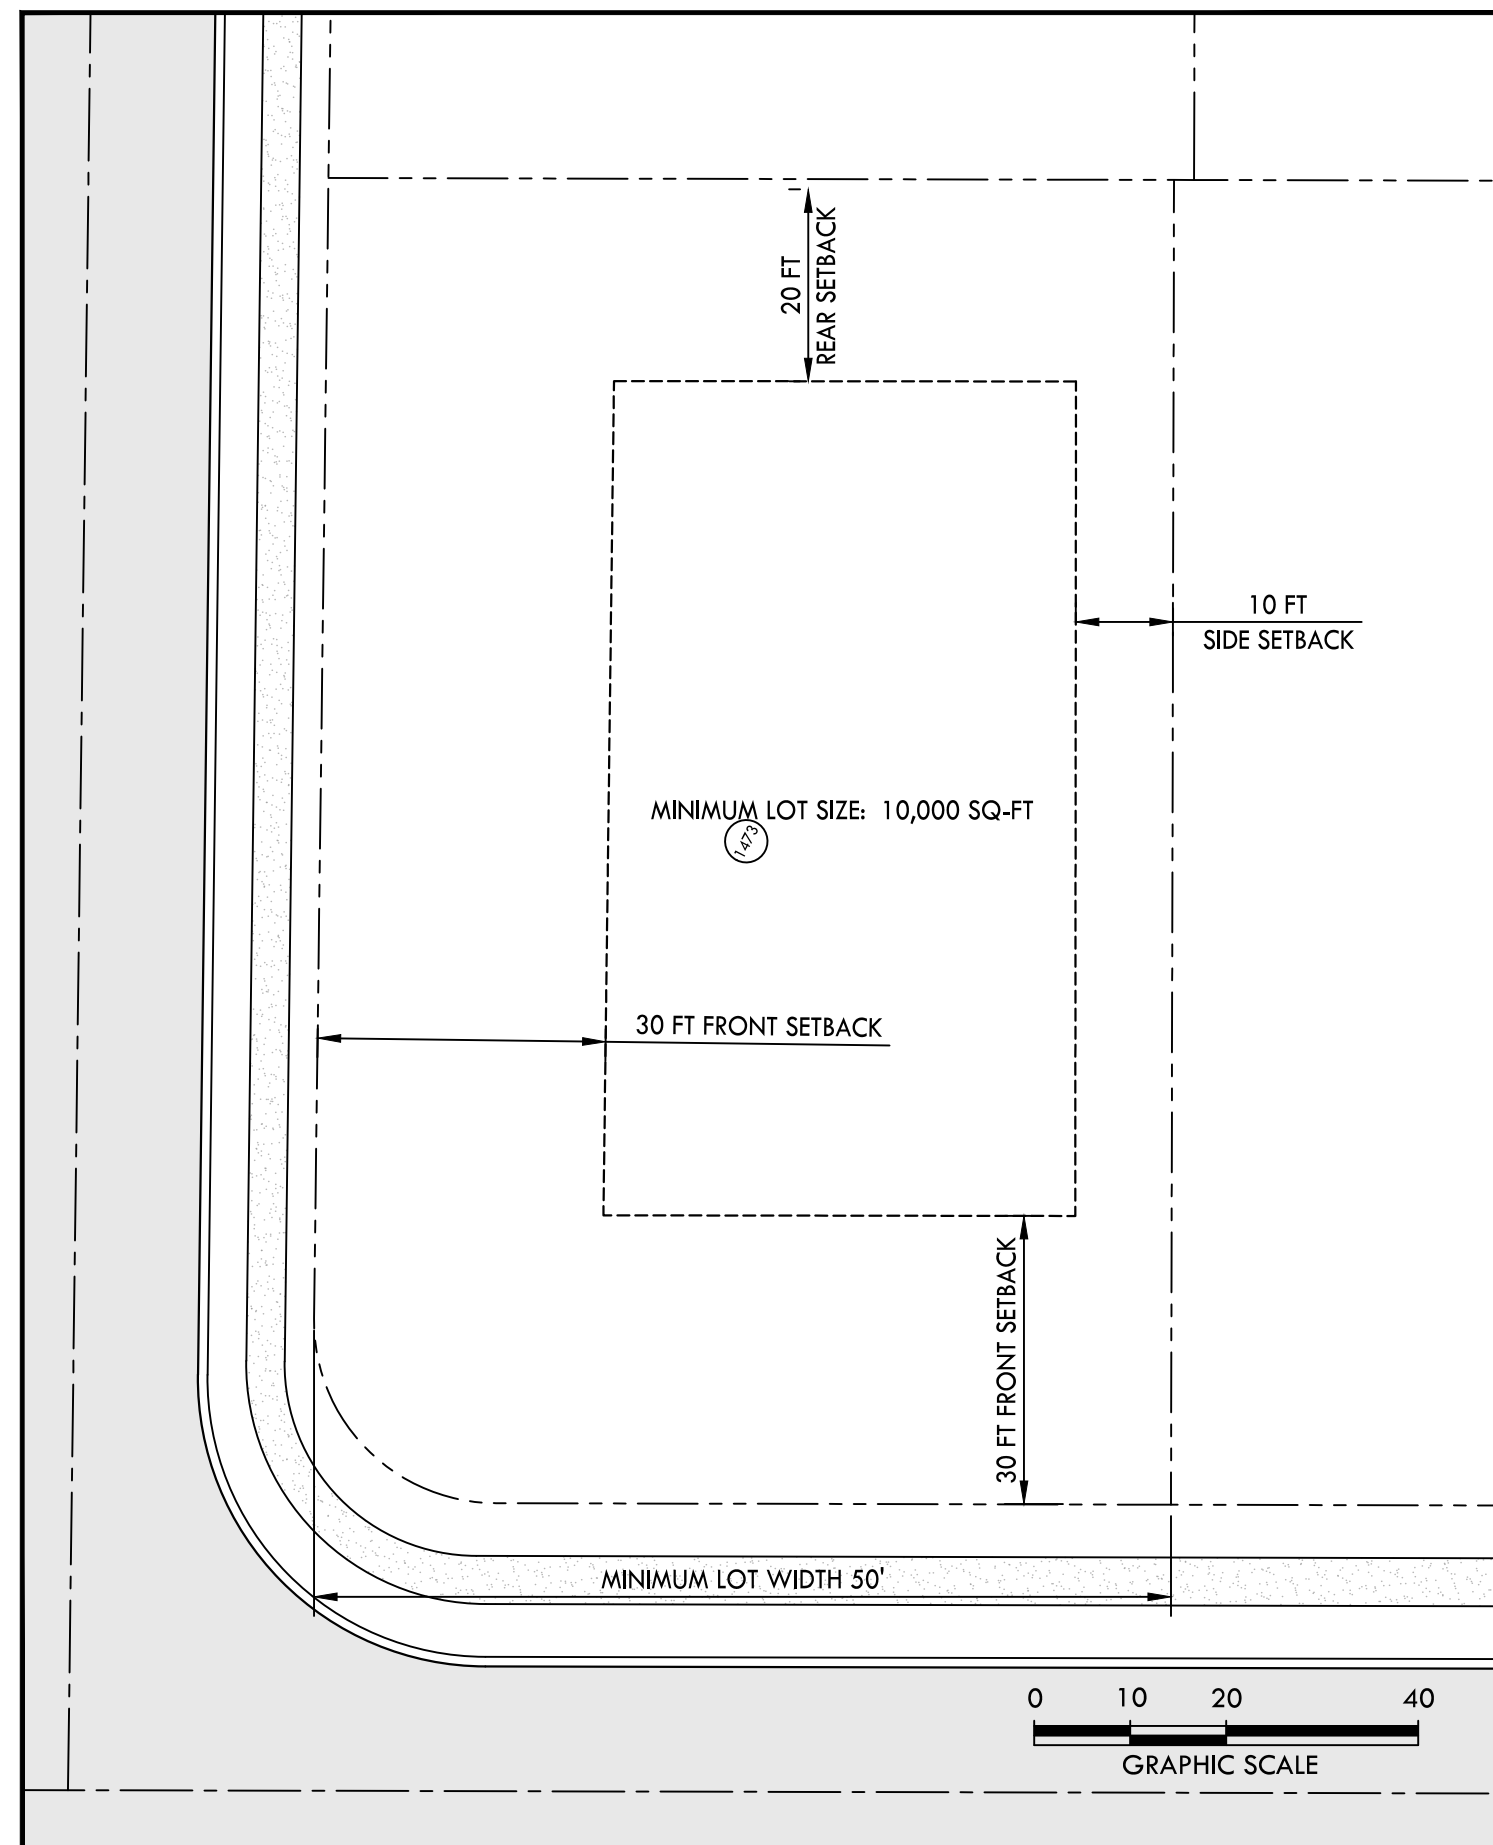 20 FT
REAR SETBACK
10 FT
SIDE SETBACK
MINIMUM LOT SIZE: 10,000 SQ-FT
1473
30 FT FRONT SETBACK
30 FT FRONT SETBACK
MINIMUM LOT WIDTH 50'
0 10 20 40
GRAPHIC SCALE